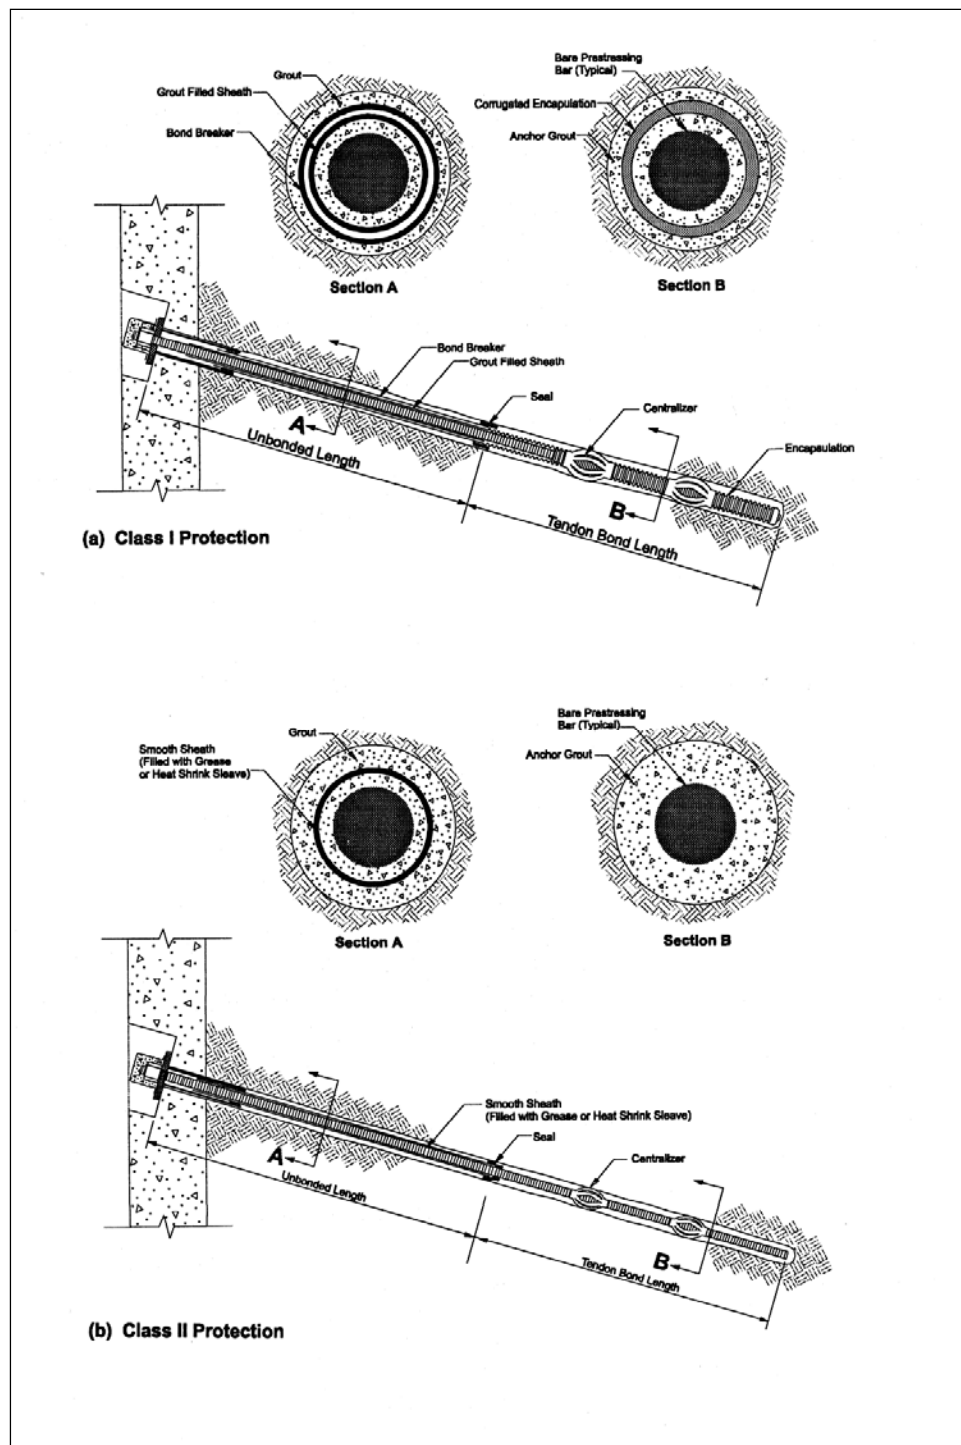 Grout
Grout Filled Sheath
Bond Breaker
Section A
Bare Prestressing
Bar (Typical)
Corrugated Encapsulation
Anchor Grout
Section B
Bond Breaker
Grout Filled Sheath
Seal
Centralizer
Encapsulation
A
Unbonded Length
B
Tendon Bond Length
(a) Class I Protection
Grout
Smooth Sheath
(Filled with Grease
or Heat Shrink Sleave)
Section A
Bare Prestressing
Bar (Typical)
Anchor Grout
Section B
Smooth Sheath
(Filled with Grease or Heat Shrink Sleave)
Seal
Centralizer
A
Unbonded Length
B
Tendon Bond Length
(b) Class II Protection